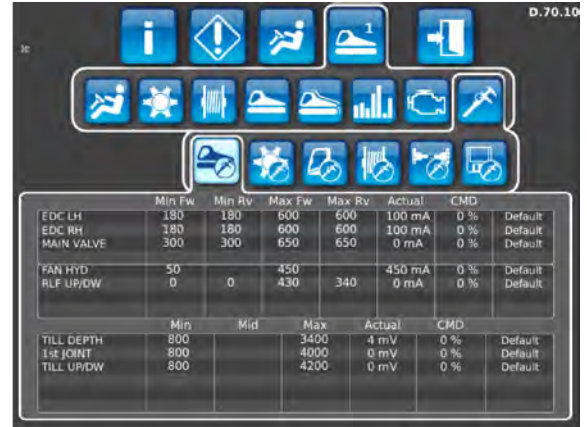 D.70.10
1
Min Fw Min Rv Max Fw Max Rv Actual CMD
EDC LH 180 180 600 600 100 mA 0 % Default
EDC RH 180 180 600 600 100 mA 0 % Default
MAIN VALVE 300 300 650 650 0 mA 0 % Default
FAN HYD 50 450 450 mA 0 % Default
RLF UP/DW 0 0 430 340 0 mA 0 % Default
Min Mid Max Actual CMD
TILL DEPTH 800 3400 4 mV 0 % Default
1st JOINT 800 4000 0 mV 0 % Default
TILL UP/DW 800 4200 0 mV 0 % Default